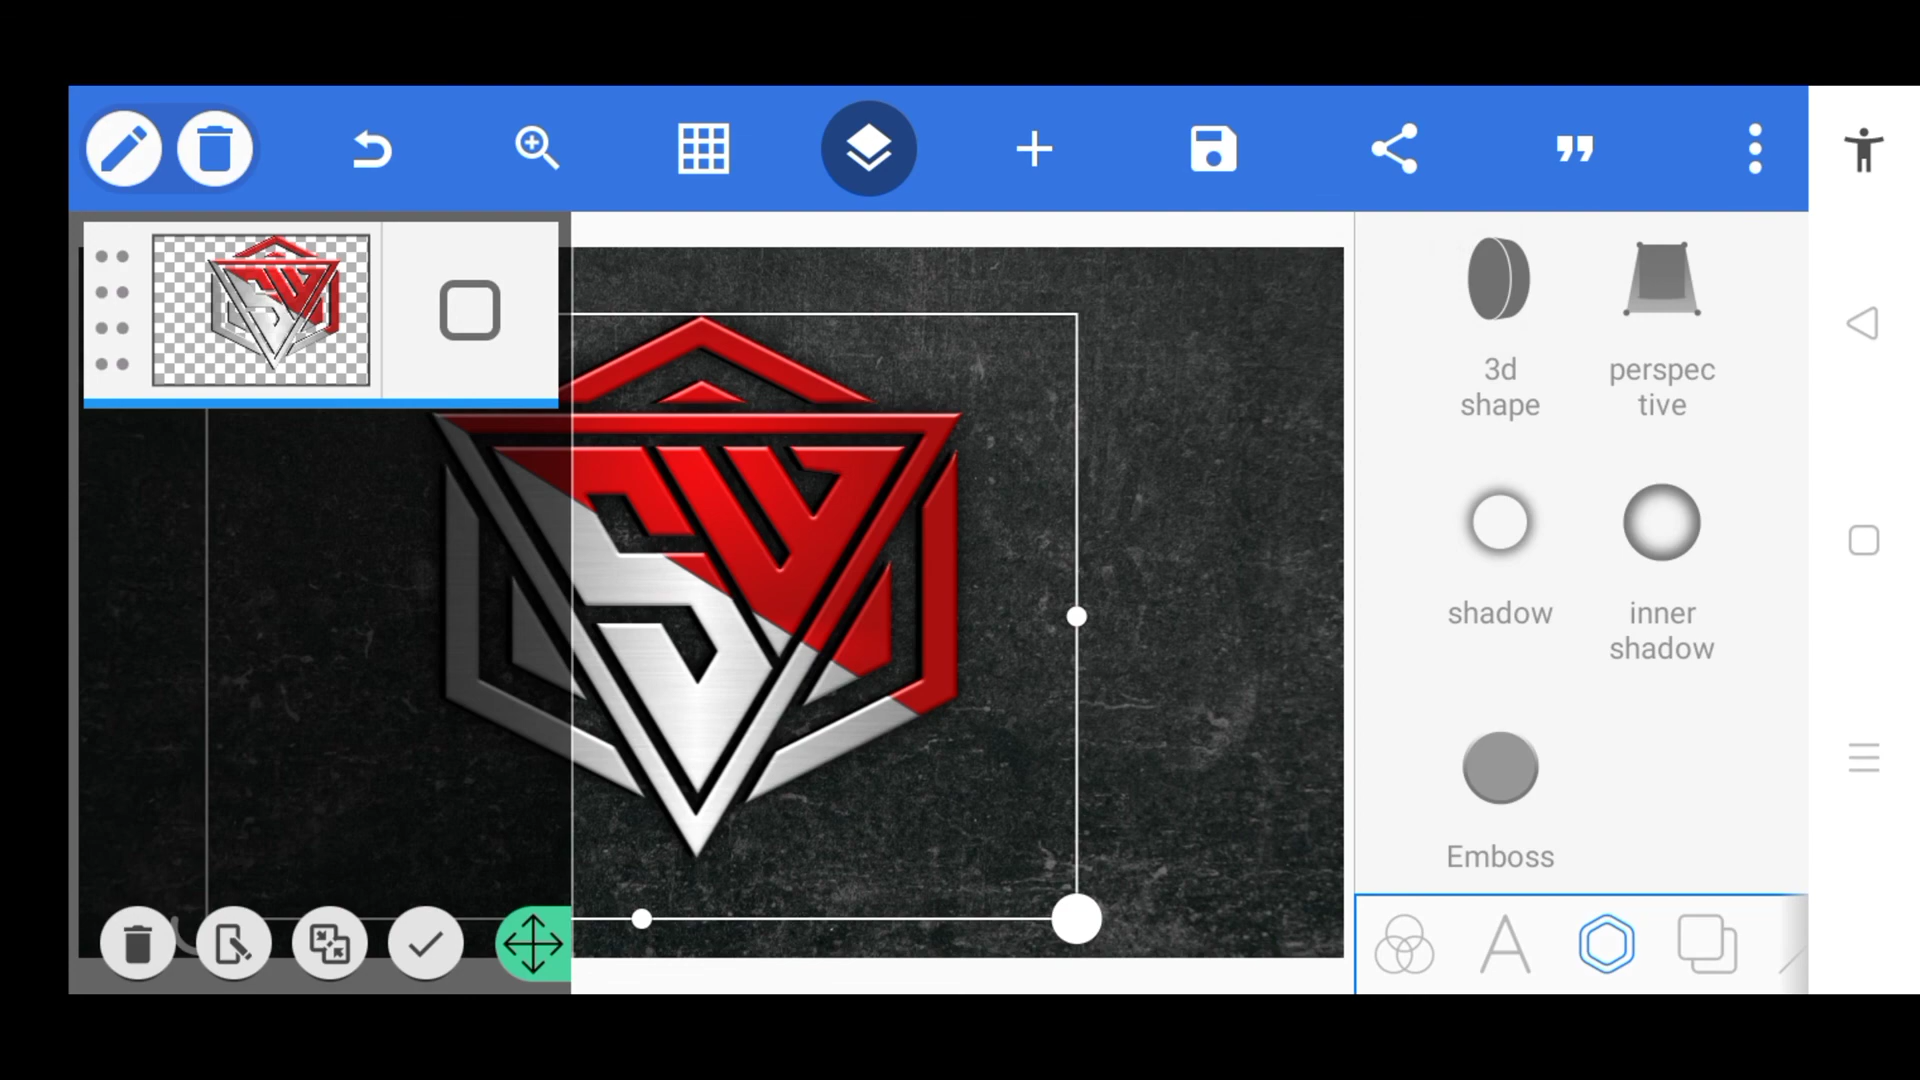 3d
shape
perspec
tive
shadow
inner
shadow
Emboss